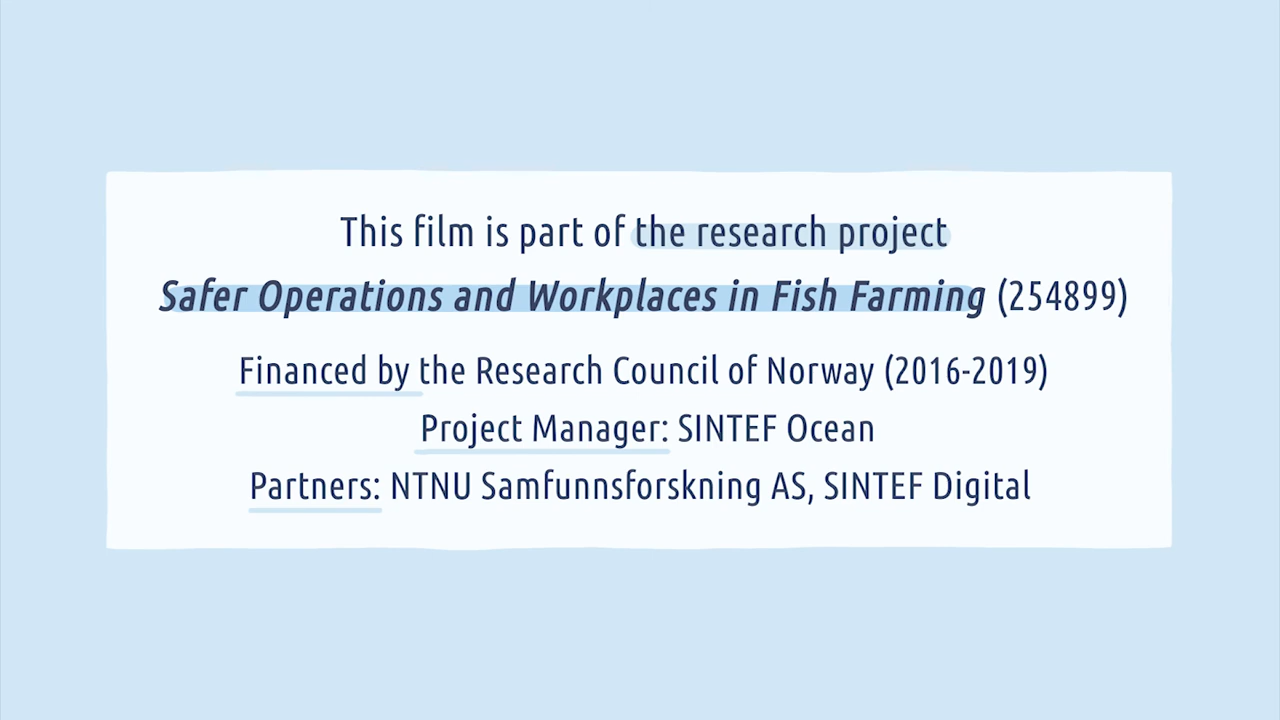 This film is part of the research project
Safer Operations and Workplaces in Fish Farming (254899)
Financed by the Research Council of Norway (2016-2019)
Project Manager: SINTEF Ocean
Partners: NTNU Samfunnsforskning AS, SINTEF Digital